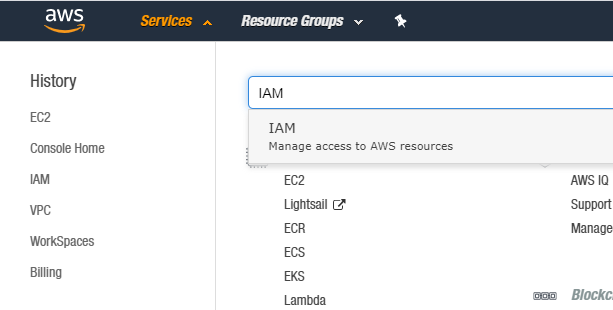 aws
Services
Resource Groups
History
EC2
Console Home
IAM
VPC
WorkSpaces
Billing
IAM
IAM
Manage access to AWS resources
EC2
Lightsail
ECR
ECS
EKS
Lambda
AWS IQ
Support
Manage
Blockc